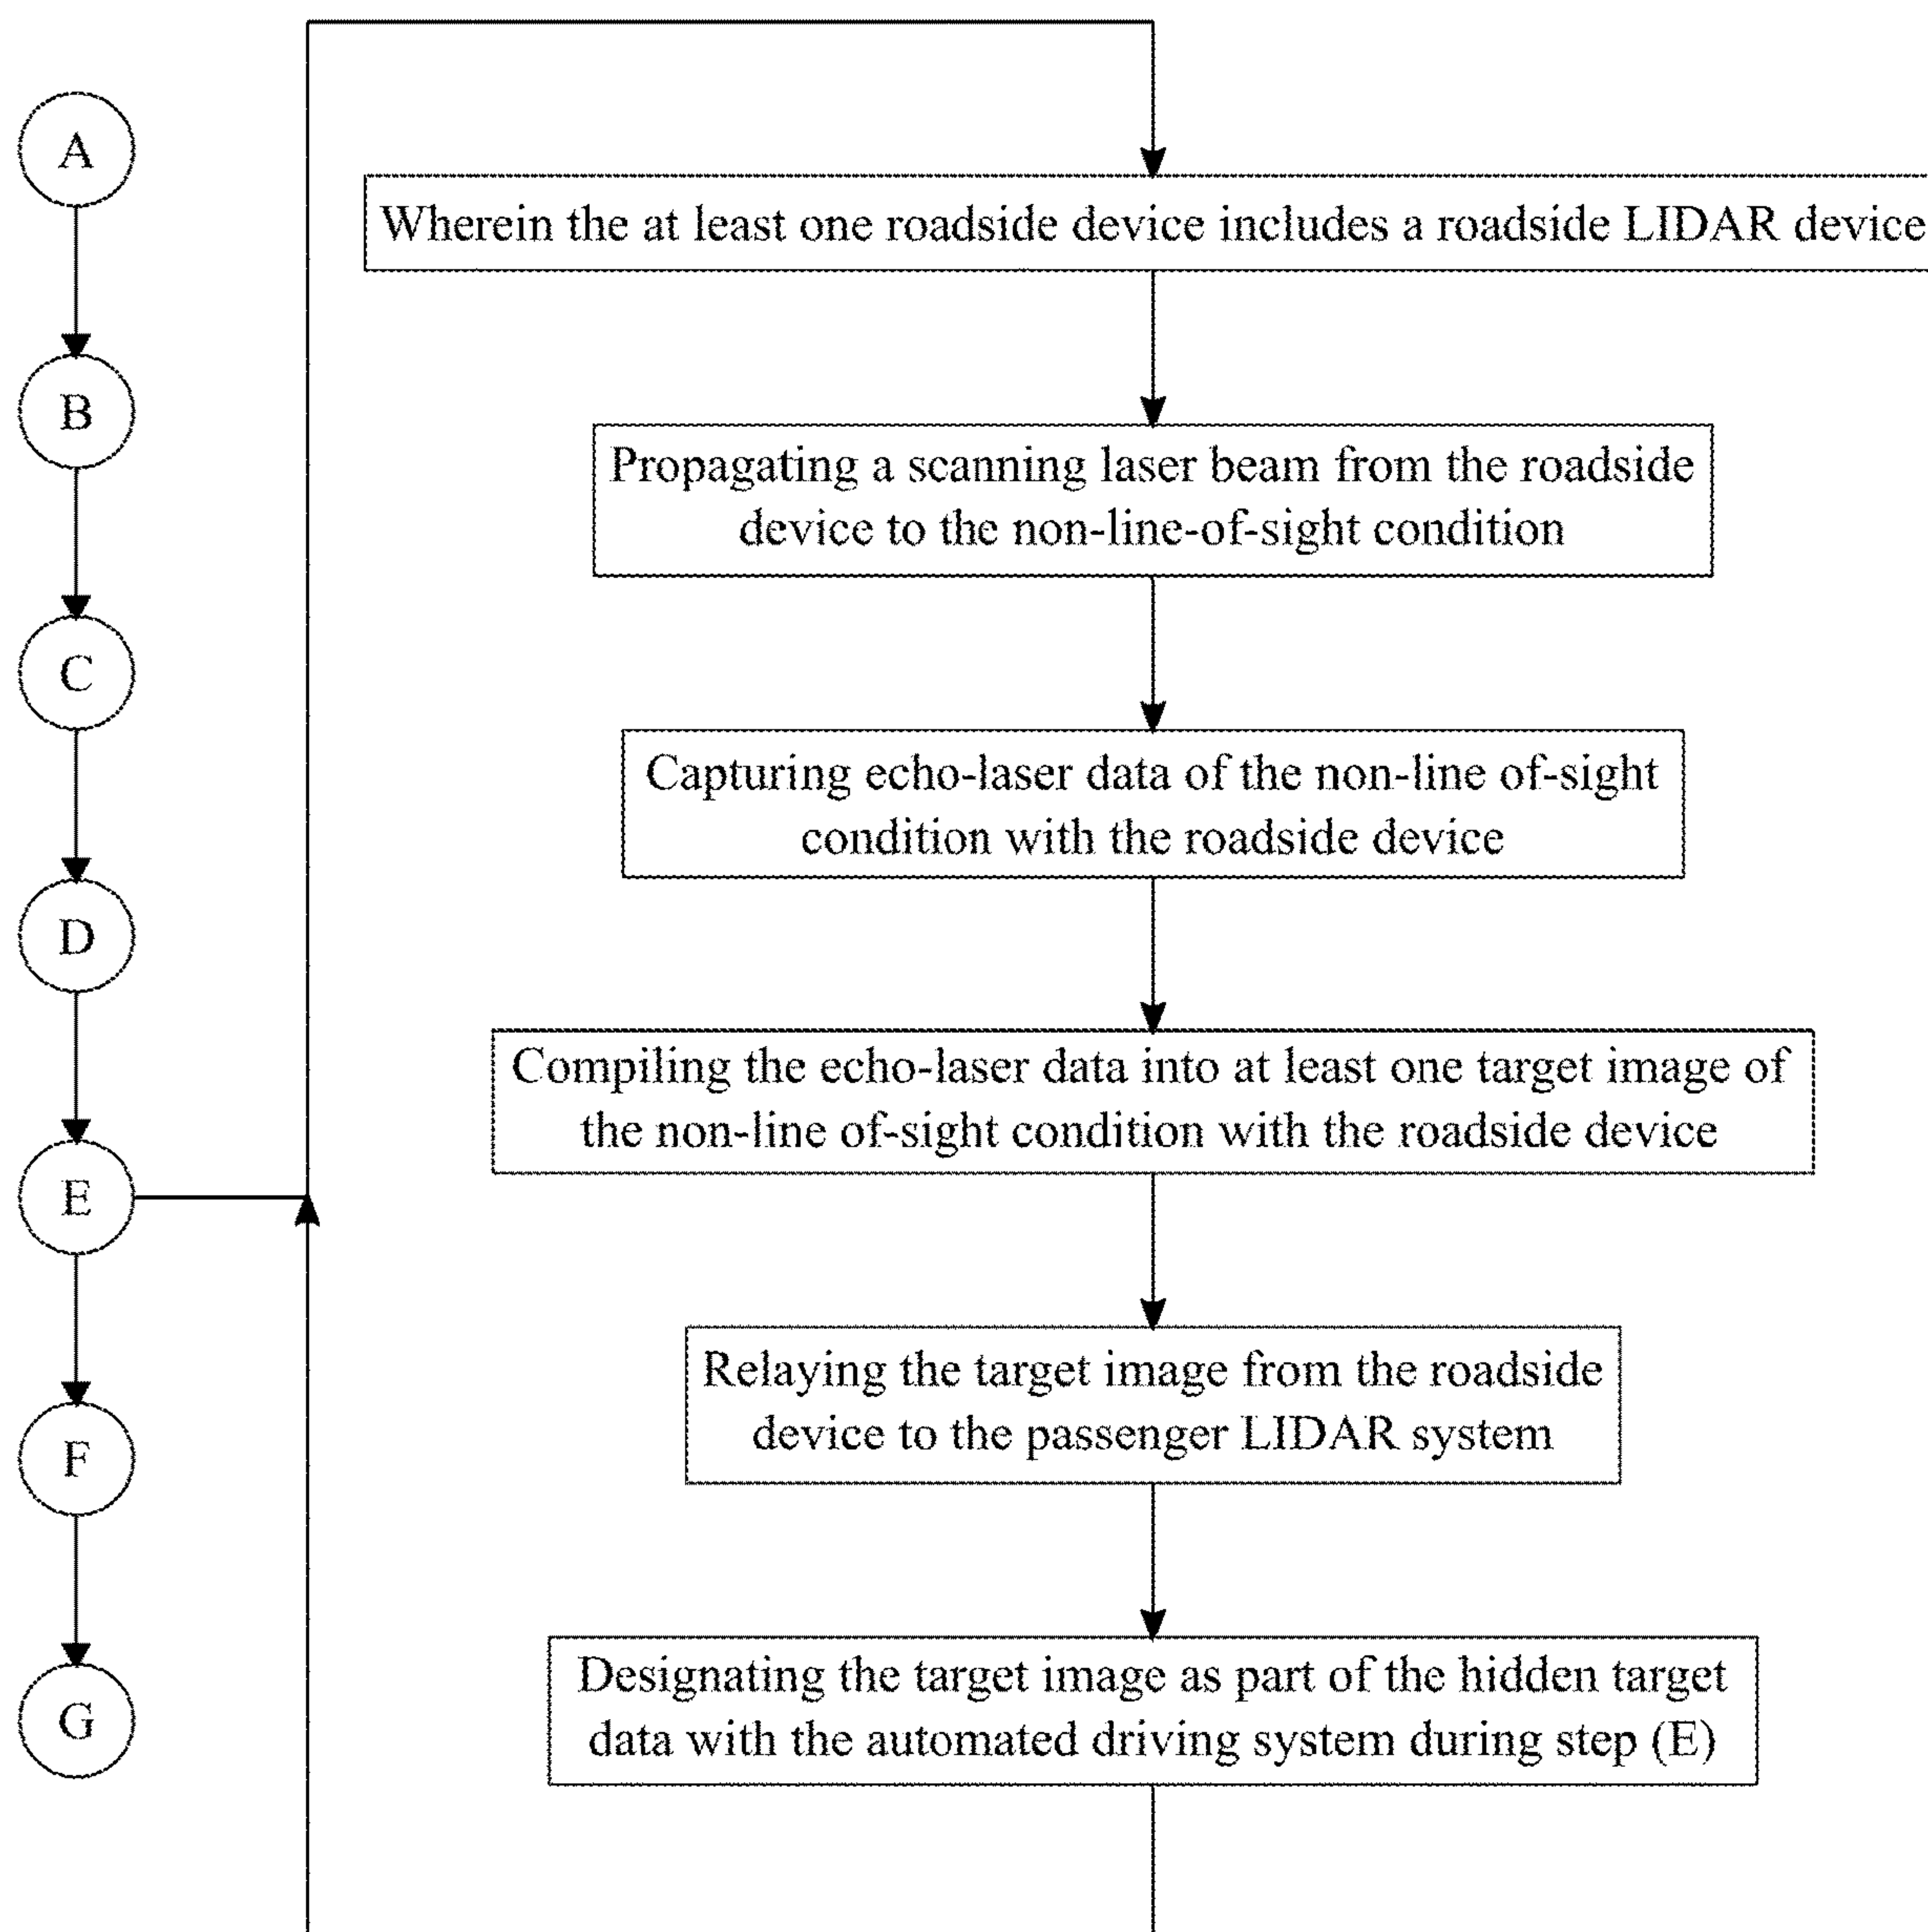 A
B
C
D
E
F
G
Wherein the at least one roadside device includes a roadside LIDAR device
Propagating a scanning laser beam from the roadside
device to the non-line-of-sight condition
Capturing echo-laser data of the non-line of-sight
condition with the roadside device
Compiling the echo-laser data into at least one target image of
the non-line of-sight condition with the roadside device
Relaying the target image from the roadside
device to the passenger LIDAR system
Designating the target image as part of the hidden target
data with the automated driving system during step (E)